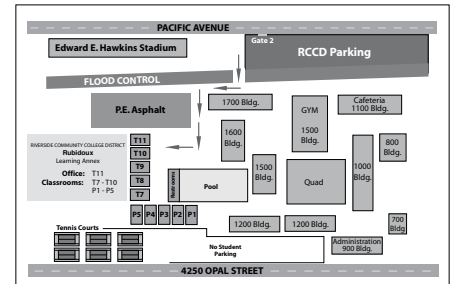 PACIFIC AVENUE
Gate 2
Edward E. Hawkins Stadium
RCCD Parking
FLOOD CONTROL
P.E. Asphalt
1700 Bldg.
GYM
1500
Bldg.
Cafeteria
1100 Bldg.
RIVERSIDE COMMUNITY COLLEGE DISTRICT
Rubidoux
Learning Annex
Office: T11
Classrooms: T7 - T10
P1 - P5
T11
T10
T9
T8
T7
1600
Bldg.
1500
Bldg.
Restrooms
Pool
Quad
1000
Bldg.
800
Bldg.
P5 P4 P3 P2 P1
Tennis Courts
1200 Bldg.
1200 Bldg.
700
Bldg
No Student
Parking
Administration
900 Bldg.
4250 OPAL STREET